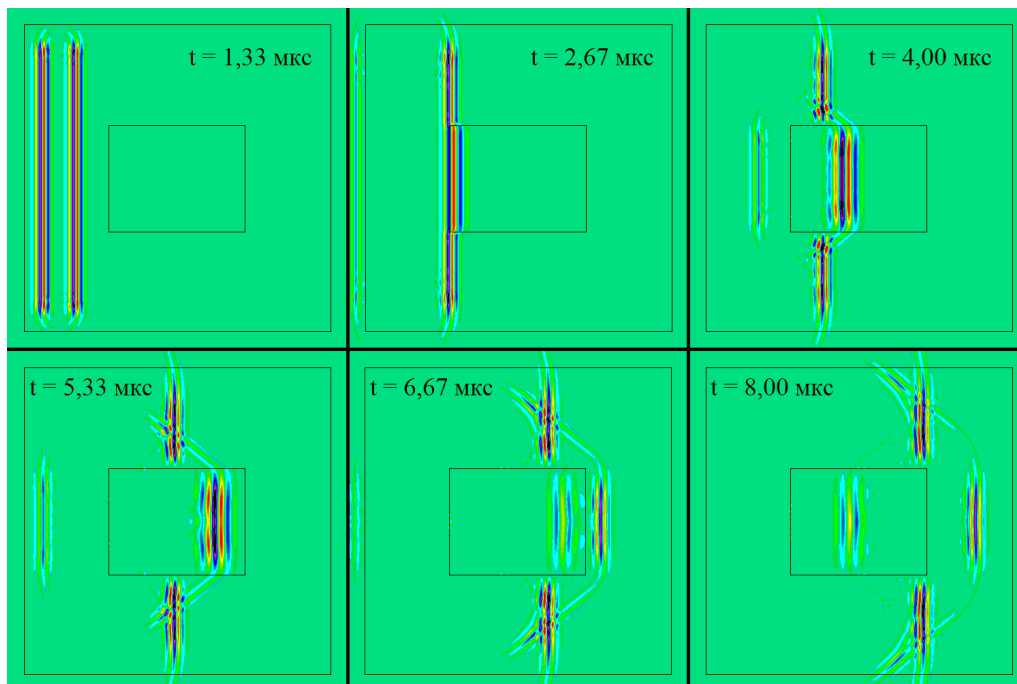 t = 1,33 мкс
t = 2,67 мкс
t = 4,00 мкс
t = 5,33 мкс
t = 6,67 мкс
t = 8,00 мкс